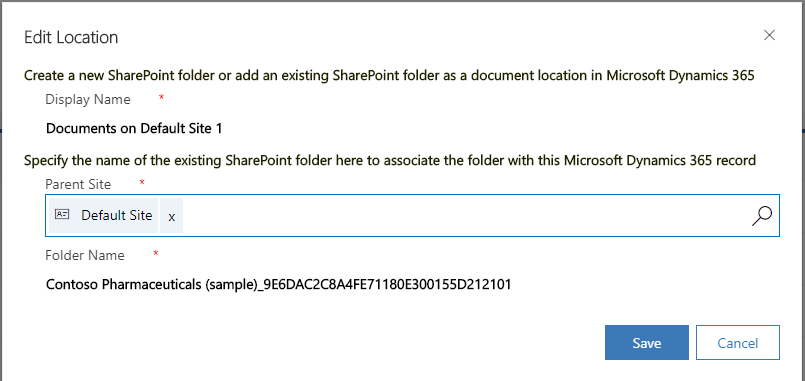 Edit Location
Create a new SharePoint folder or add an existing SharePoint folder as a document location in Microsoft Dynamics 365
Display Name *
Documents on Default Site 1
Specify the name of the existing SharePoint folder here to associate the folder with this Microsoft Dynamics 365 record
Parent Site *
Default Site x
Folder Name *
Contoso Pharmaceuticals (sample)_9E6DAC2C8A4FE71180E300155D212101
Save Cancel